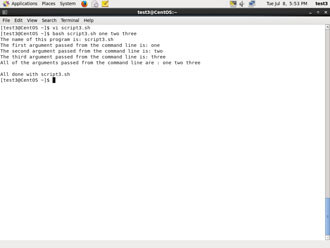 Applications Places System
Tue Jul 8, 5:53 PM test3
test3@CentOS:~
File Edit View Search Terminal Help
[test3@CentOS ~]$ vi script3.sh
[test3@CentOS ~]$ bash script3.sh one two three
The name of this program is: script3.sh
The first argument passed from the command line is: one
The second argument passed from the command line is: two
The third argument passed from the command line is: three
All of the arguments passed from the command line are : one two three
All done with script3.sh
[test3@CentOS ~]$